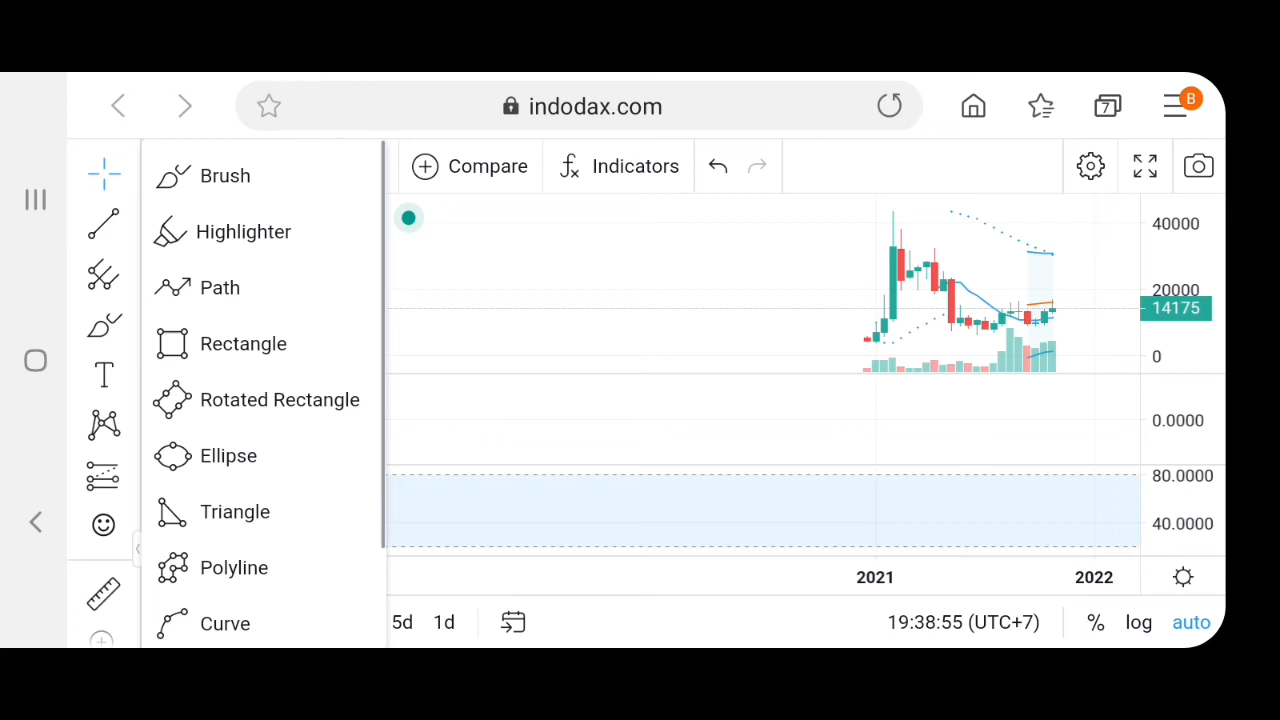 indodax.com
7
B
Brush
Highlighter
Path
Rectangle
Rotated Rectangle
Ellipse
Triangle
Polyline
Curve
T
Compare
Indicators
40000
20000
14175
0
0.0000
80.0000
40.0000
2021
2022
5d 1d
19:38:55 (UTC+7)
% log auto